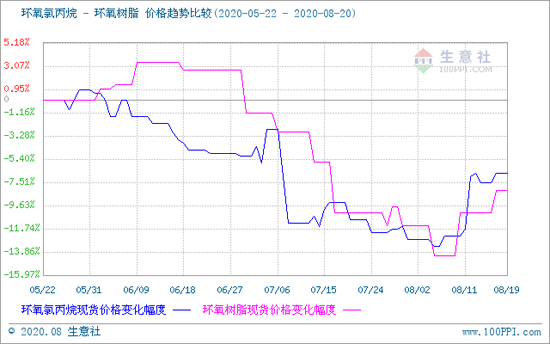 环氧氯丙烷 - 环氧树脂 价格趋势比较(2020-05-22 - 2020-08-20)
5.18%
3.07%
0.95%
0
-1.16%
-3.28%
-5.40%
-7.51%
-9.63%
-11.74%
-13.86%
-15.97%
生意社
100PPI.COM
05/22 05/31 06/09 06/18 06/27 07/06 07/15 07/24 08/02 08/11 08/19
环氧氯丙烷现货价格变化幅度 环氧树脂现货价格变化幅度
© 2020.08 生意社 www.100PPI.com